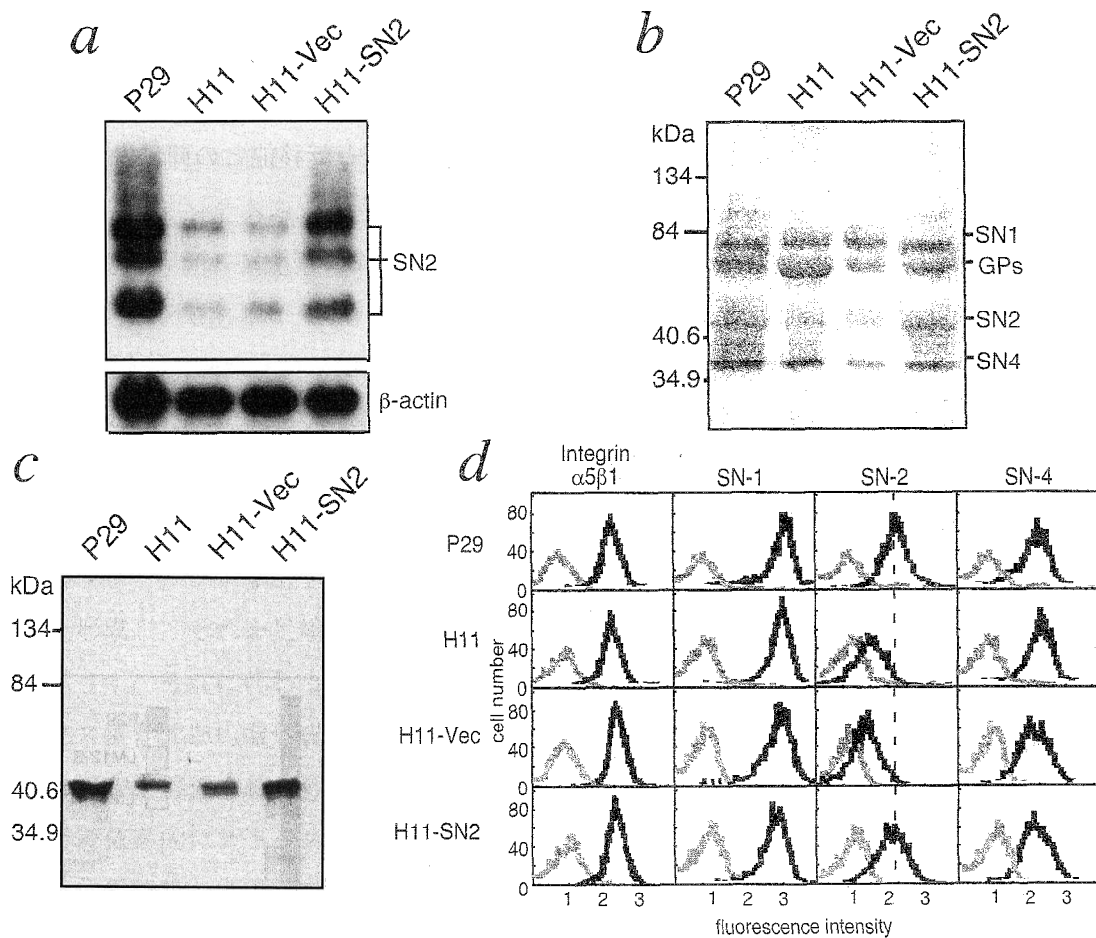 a
P29 H11 H11-Vec H11-SN2
SN2
β-actin
b
P29 H11 H11-Vec H11-SN2
kDa
134
84
40.6
34.9
SN1
GPs
SN2
SN4
c
P29 H11 H11-Vec H11-SN2
kDa
134
84
40.6
34.9
d
Integrin
α5β1 SN-1 SN-2 SN-4
P29
80
40
0
H11
80
40
0
H11-Vec
80
40
0
H11-SN2
80
40
0
cell number
1 2 3 1 2 3 1 2 3 1 2 3
fluorescence intensity